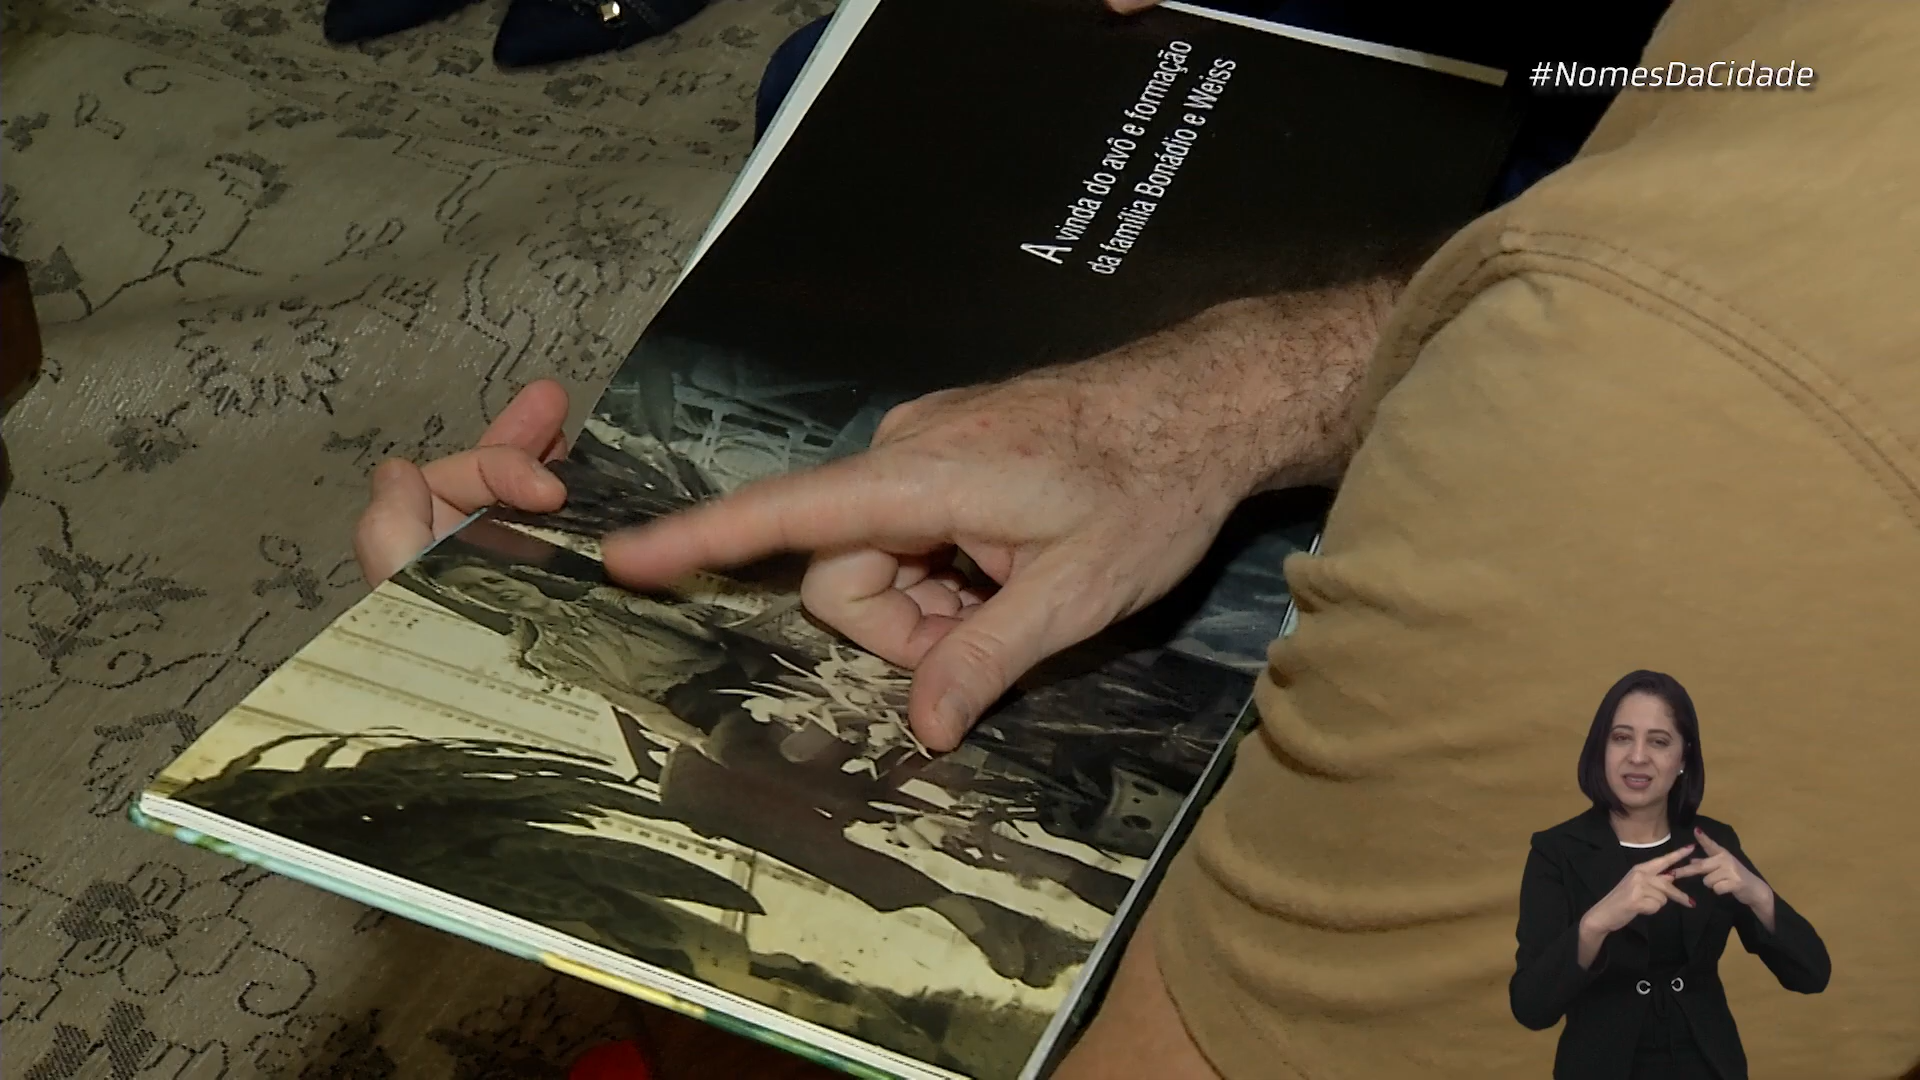 #NomesDaCidade
A vinda do avô e formação
da família Bonádio e Weiss